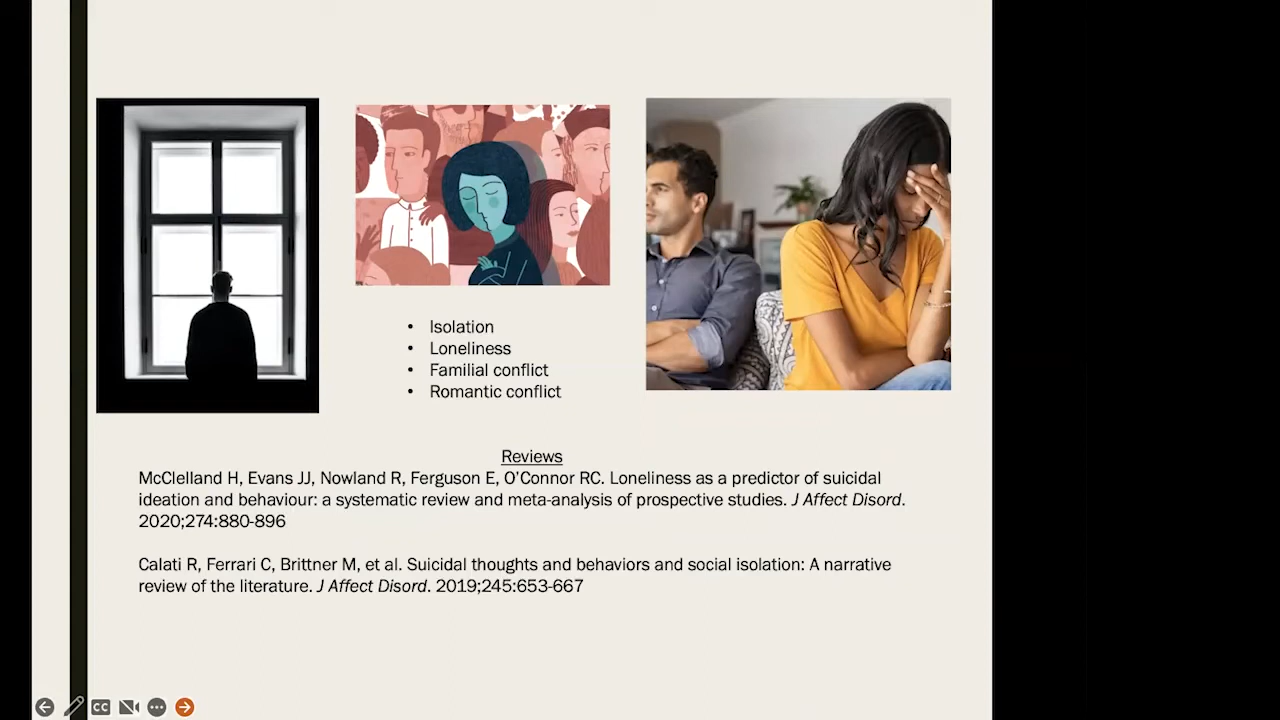 • Isolation
• Loneliness
• Familial conflict
• Romantic conflict
Reviews
McClelland H, Evans JJ, Nowland R, Ferguson E, O'Connor RC. Loneliness as a predictor of suicidal
ideation and behaviour: a systematic review and meta-analysis of prospective studies. J Affect Disord.
2020;274:880-896
Calati R, Ferrari C, Brittner M, et al. Suicidal thoughts and behaviors and social isolation: A narrative
review of the literature. J Affect Disord. 2019;245:653-667
CC